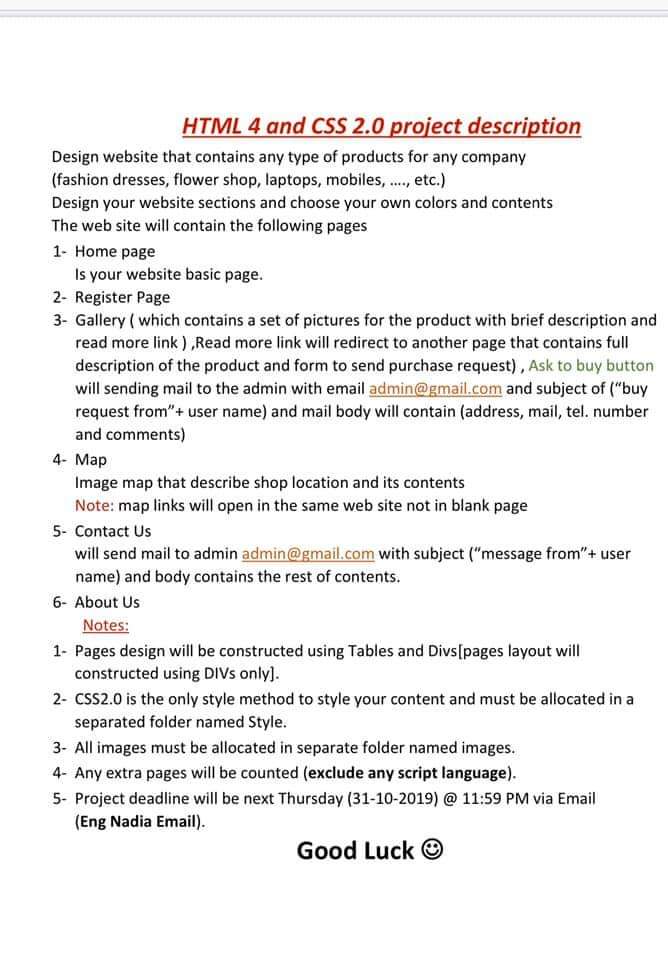 HTML 4 and CSS 2.0 project description
Design website that contains any type of products for any company
(fashion dresses, flower shop, laptops, mobiles, ...., etc.)
Design your website sections and choose your own colors and contents
The web site will contain the following pages
1- Home page
Is your website basic page.
2- Register Page
3- Gallery ( which contains a set of pictures for the product with brief description and
read more link ) ,Read more link will redirect to another page that contains full
description of the product and form to send purchase request) , Ask to buy button
will sending mail to the admin with email admin@gmail.com and subject of (“buy
request from”+ user name) and mail body will contain (address, mail, tel. number
and comments)
4- Map
Image map that describe shop location and its contents
Note: map links will open in the same web site not in blank page
5- Contact Us
will send mail to admin admin@gmail.com with subject (“message from”+ user
name) and body contains the rest of contents.
6- About Us
Notes:
1- Pages design will be constructed using Tables and Divs[pages layout will
constructed using DIVs only].
2- CSS2.0 is the only style method to style your content and must be allocated in a
separated folder named Style.
3- All images must be allocated in separate folder named images.
4- Any extra pages will be counted (exclude any script language).
5- Project deadline will be next Thursday (31-10-2019) @ 11:59 PM via Email
(Eng Nadia Email).
Good Luck ☺